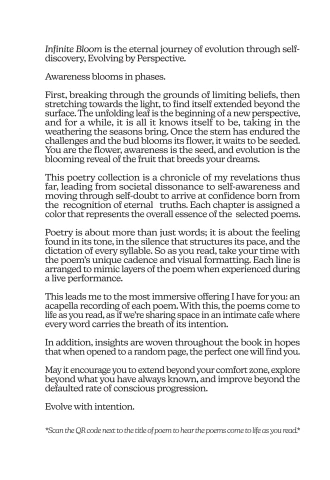 Infinite Bloom is the eternal journey of evolution through self-
discovery, Evolving by Perspective.
Awareness blooms in phases.
First, breaking through the grounds of limiting beliefs, then
stretching towards the light, to find itself extended beyond the
surface. The unfolding leaf is the beginning of a new perspective,
and for a while, it is all it knows itself to be, taking in the
weathering the seasons bring. Once the stem has endured the
challenges and the bud blooms its flower, it waits to be seeded.
You are the flower, awareness is the seed, and evolution is the
blooming reveal of the fruit that breeds your dreams.
This poetry collection is a chronicle of my revelations thus
far, leading from societal dissonance to self-awareness and
moving through self-doubt to arrive at confidence born from
the recognition of eternal truths. Each chapter is assigned a
color that represents the overall essence of the selected poems.
Poetry is about more than just words; it is about the feeling
found in its tone, in the silence that structures its pace, and the
dictation of every syllable. So as you read, take your time with
the poem's unique cadence and visual formatting. Each line is
arranged to mimic layers of the poem when experienced during
a live performance.
This leads me to the most immersive offering I have for you: an
acapella recording of each poem. With this, the poems come to
life as you read, as if we're sharing space in an intimate cafe where
every word carries the breath of its intention.
In addition, insights are woven throughout the book in hopes
that when opened to a random page, the perfect one will find you.
May it encourage you to extend beyond your comfort zone, explore
beyond what you have always known, and improve beyond the
defaulted rate of conscious progression.
Evolve with intention.
*Scan the QR code next to the title of poem to hear the poems come to life as you read.*